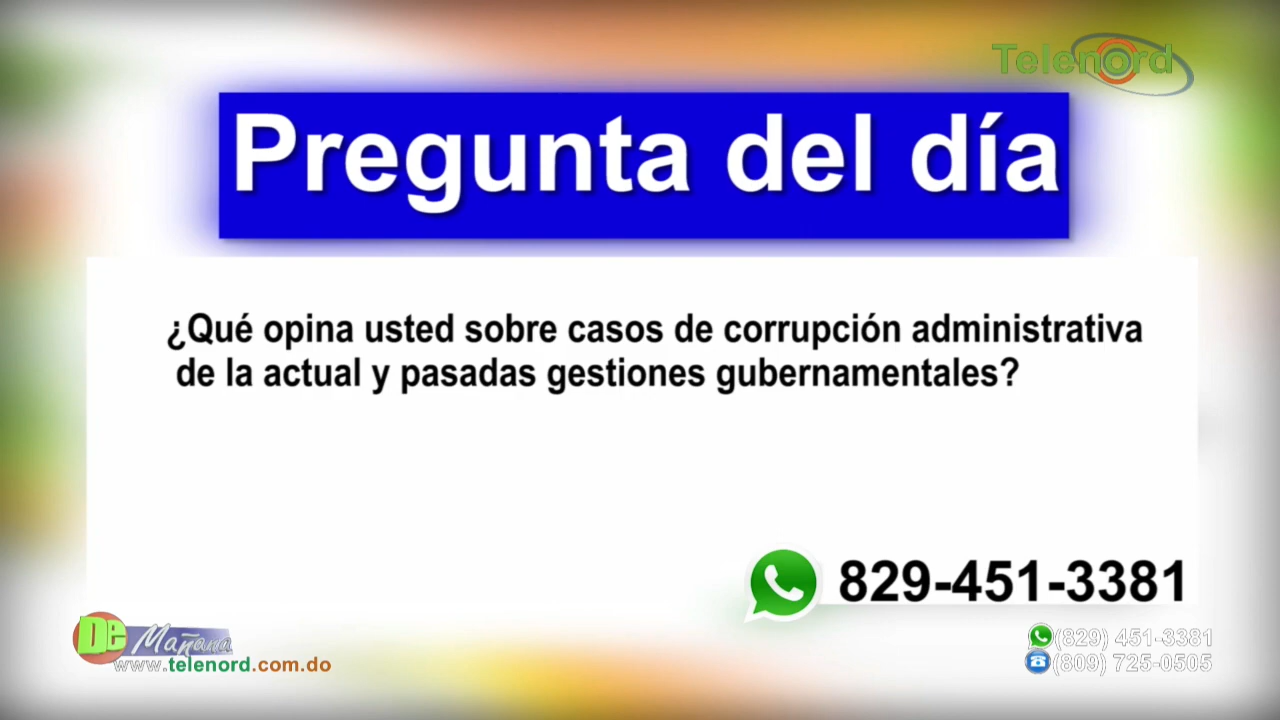 Telenord
Pregunta del día
¿Qué opina usted sobre casos de corrupción administrativa
de la actual y pasadas gestiones gubernamentales?
829-451-3381
De Mañana
www.telenord.com.do
(829) 451-3381
(809) 725-0505